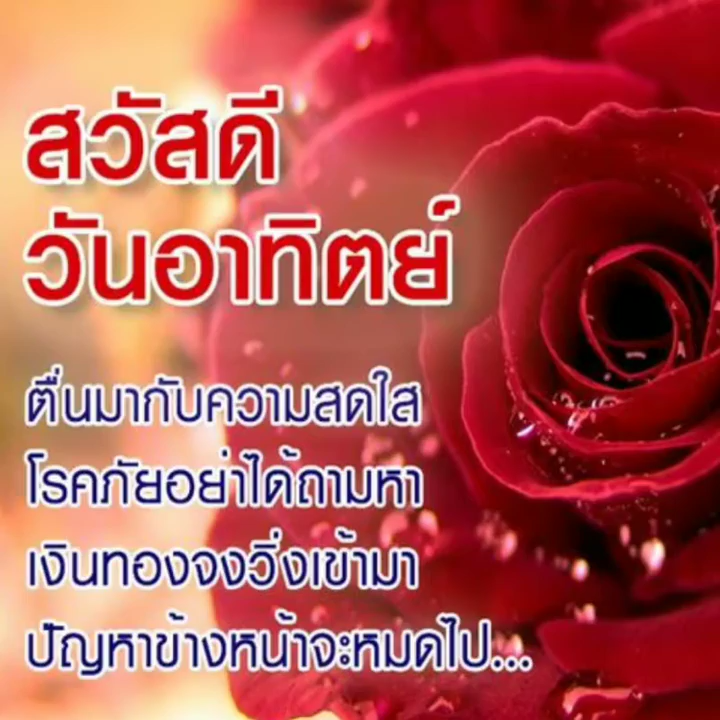 สวัสดี
วันอาทิตย์
ตื่นมากับความสดใส
โรคภัยอย่าได้ถามหา
เงินทองจงวิ่งเข้ามา
ปัญหาข้างหน้าจะหมดไป...